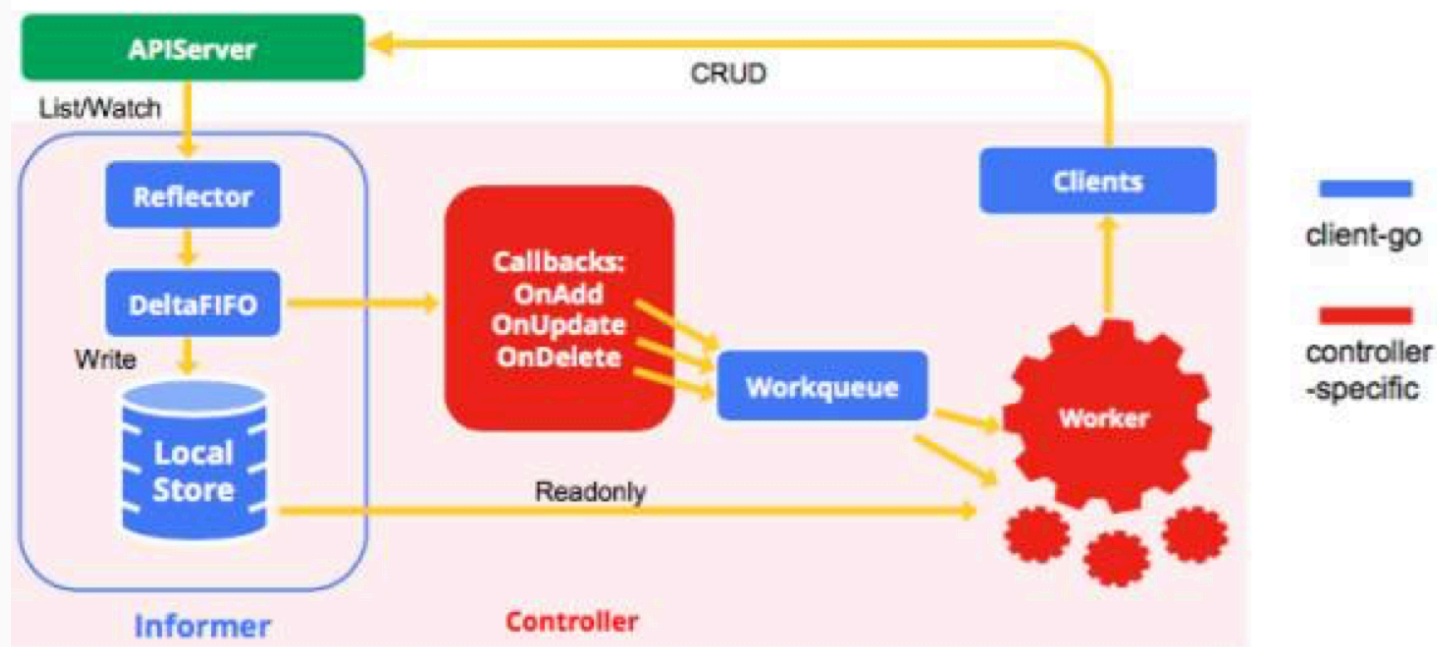 APIServer
CRUD
List/Watch
Reflector
Clients
client-go
DeltaFIFO
Callbacks:
OnAdd
OnUpdate
OnDelete
Write
Workqueue
Worker
controller
-specific
Local
Store
Readonly
Informer
Controller